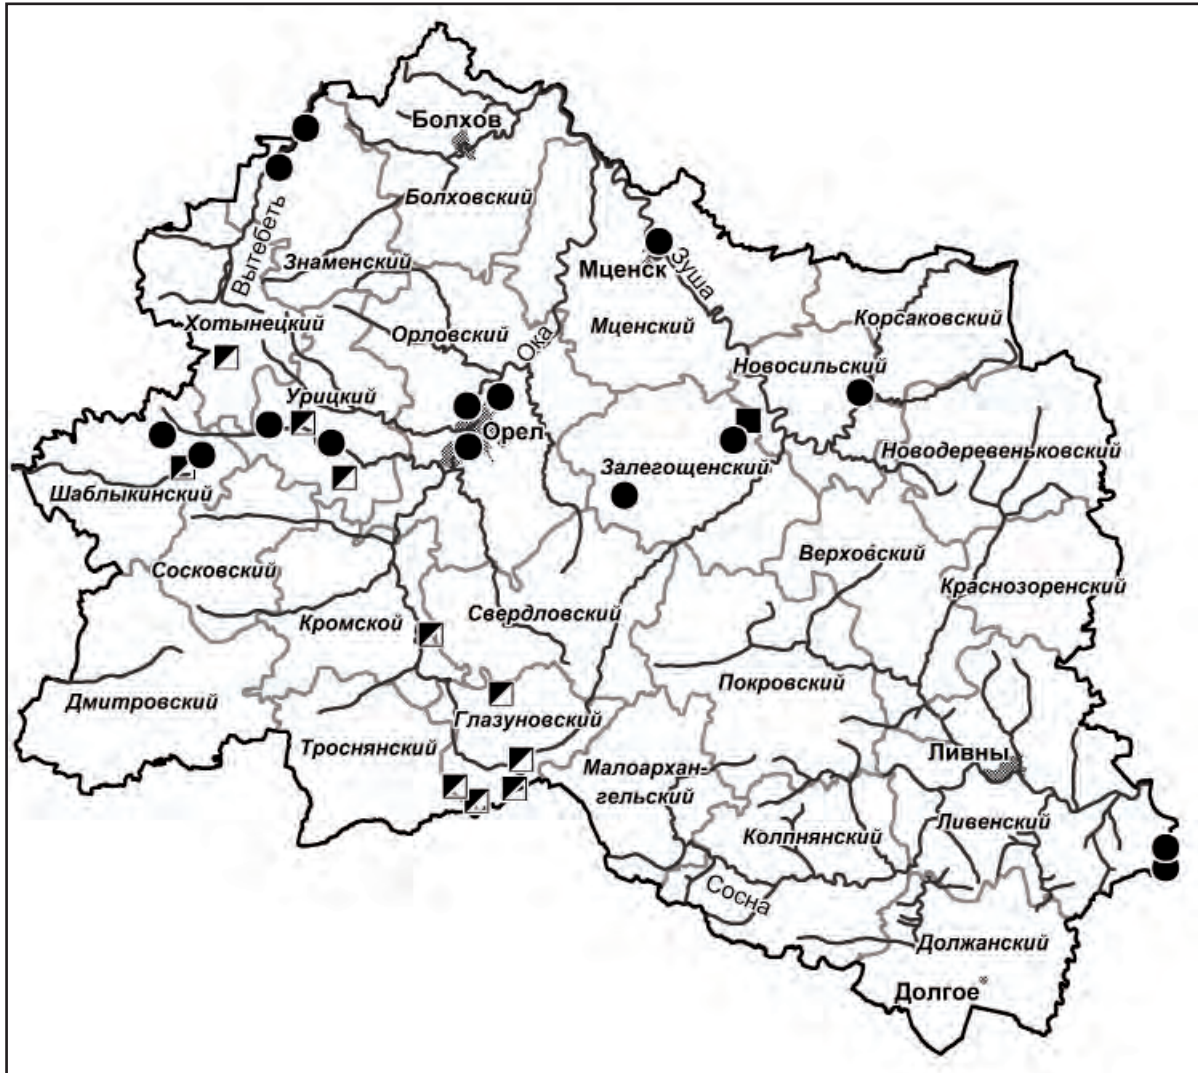 Болхов
Болховский
Вытебеть
Знаменский
Мценск
Зуша
Хотынецкий
Орловский
Ока
Мценский
Корсаковский
Новосильский
Урицкий
Орел
Залегощенский
Новодеревеньковский
Шаблыкинский
Верховский
Сосковский
Краснозоренский
Кромской
Свердловский
Дмитровский
Покровский
Глазуновский
Троснянский
Ливны
Малоархан-
гельский
Колпнянский
Ливенский
Сосна
Должанский
Долгое